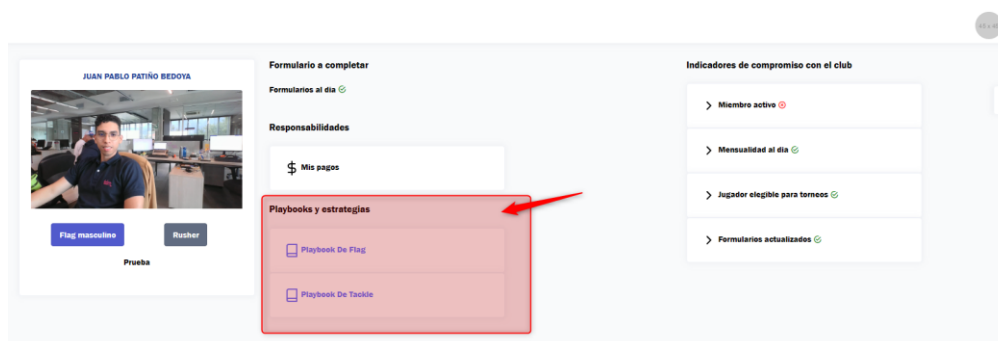 JUAN PABLO PATIÑO BEDOYA
Flag masculino
Rusher
Prueba
Formulario a completar
Formularios al día
Responsabilidades
$ Mis pagos
Playbooks y estrategias
Playbook De Flag
Playbook De Tackle
Indicadores de compromiso con el club
Miembro activo
Mensualidad al día
Jugador elegible para torneos
Formularios actualizados